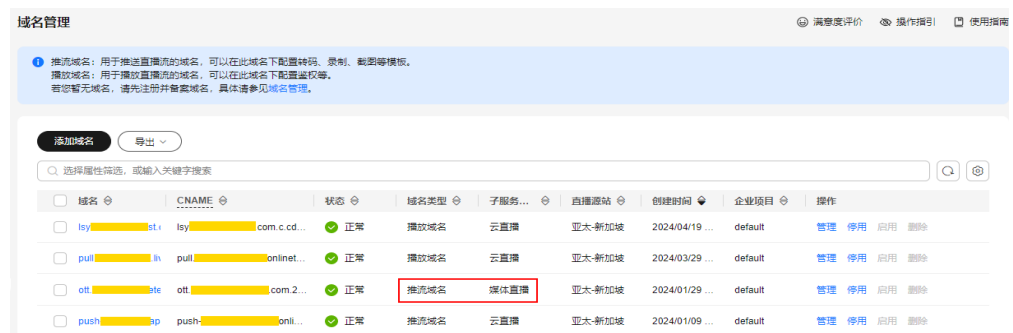 域名管理
满意度评价 操作指引 使用指南
推流域名：用于推送直播流的域名，可以在此域名下配置转码、录制、截图等模板。
播放域名：用于播放直播流的域名，可以在此域名下配置鉴权等。
若您暂无域名，请先注册并备案域名，具体请参见域名管理。
添加域名 导出
选择属性筛选，或输入关键字搜索
域名 CNAME 状态 域名类型 子服务... 直播源站 创建时间 企业项目 操作
lsy st. lsy com.c.cd... 正常 播放域名 云直播 亚太-新加坡 2024/04/19 ... default 管理 停用 启用 删除
pull .liv pull. onlinet... 正常 播放域名 云直播 亚太-新加坡 2024/03/29 ... default 管理 停用 启用 删除
ott. ete ott. .com.2... 正常 推流域名 媒体直播 亚太-新加坡 2024/01/29 ... default 管理 停用 启用 删除
push ap push- onli... 正常 推流域名 云直播 亚太-新加坡 2024/01/09 ... default 管理 停用 启用 删除